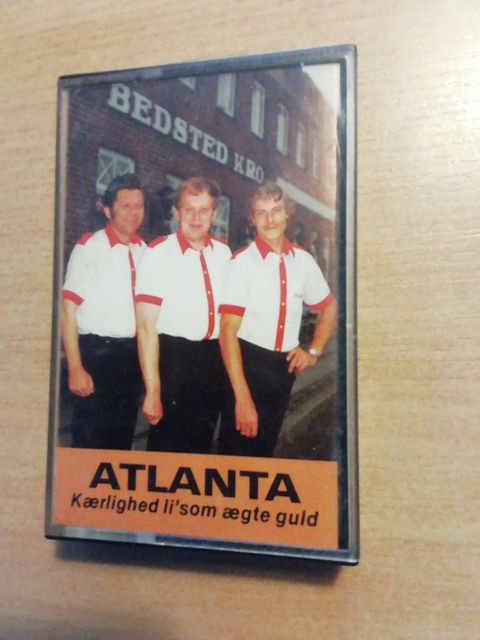 BEDSTED KRO
ATLANTA
Kærlighed li'som ægte guld